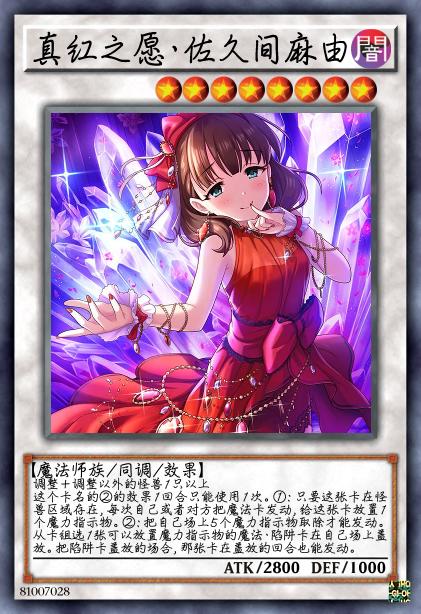 真红之愿·佐久间麻由
闇
【魔法师族/同调/效果】
调整＋调整以外的怪兽1只以上
这个卡名的②的效果1回合只能使用1次。①：只要这张卡在怪
兽区域存在，每次自己或者对方把魔法卡发动，给这张卡放置1
个魔力指示物。②：把自己场上5个魔力指示物取除才能发动。
从卡组选1张可以放置魔力指示物的魔法·陷阱卡在自己场上盖
放。把陷阱卡盖放的场合，那张卡在盖放的回合也能发动。
ATK/2800 DEF/1000
81007028